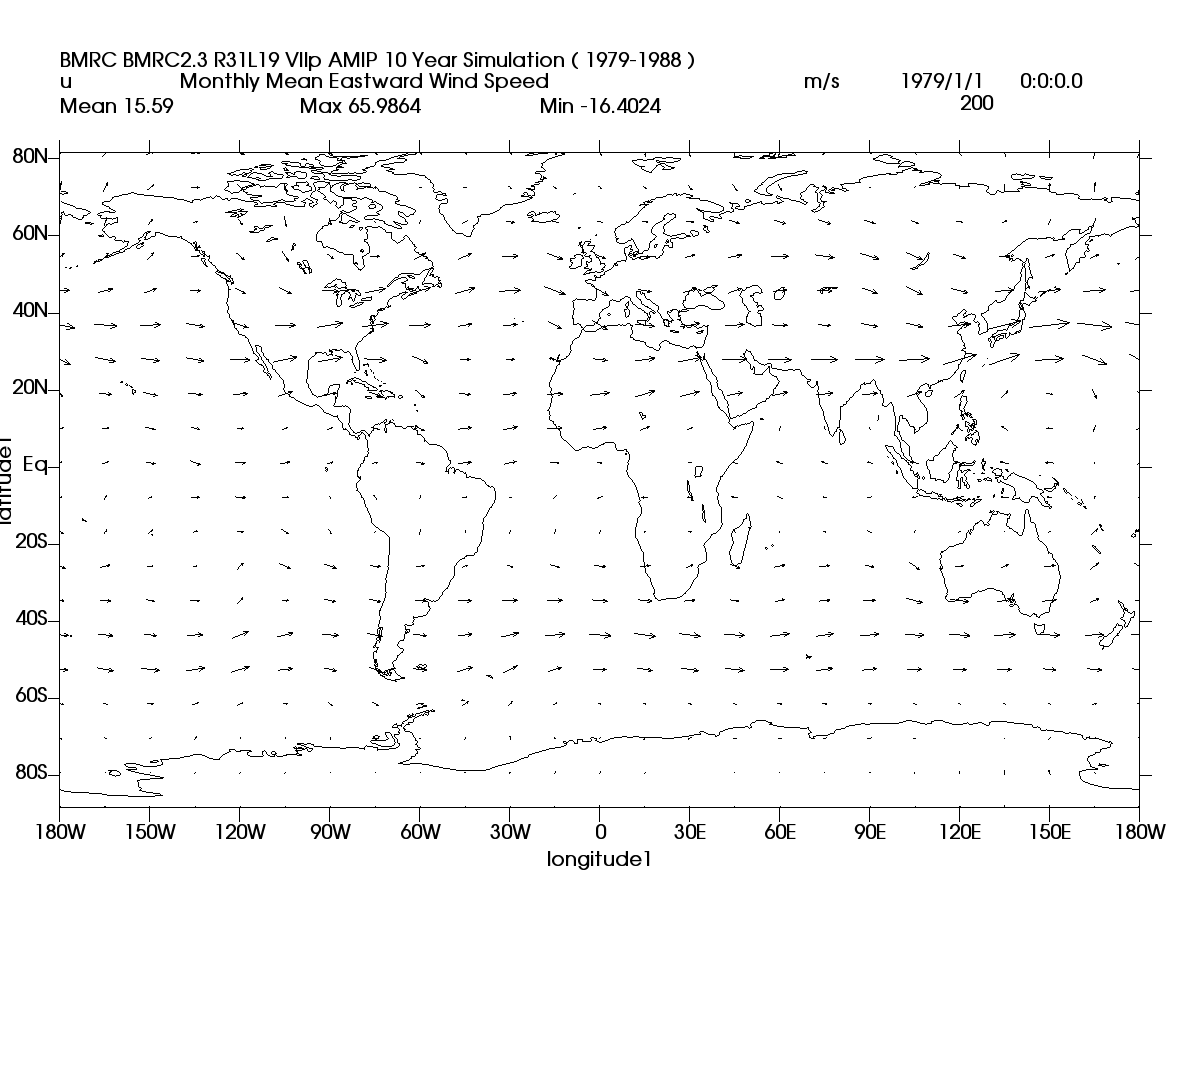 BMRC BMRC2.3 R31L19 VIIp AMIP 10 Year Simulation ( 1979-1988 )
u Monthly Mean Eastward Wind Speed m/s 1979/1/1 0:0:0.0
Mean 15.59 Max 65.9864 Min -16.4024 200
80N
60N
40N
20N
Eq
20S
40S
60S
80S
latitude1
180W 150W 120W 90W 60W 30W 0 30E 60E 90E 120E 150E 180W
longitude1